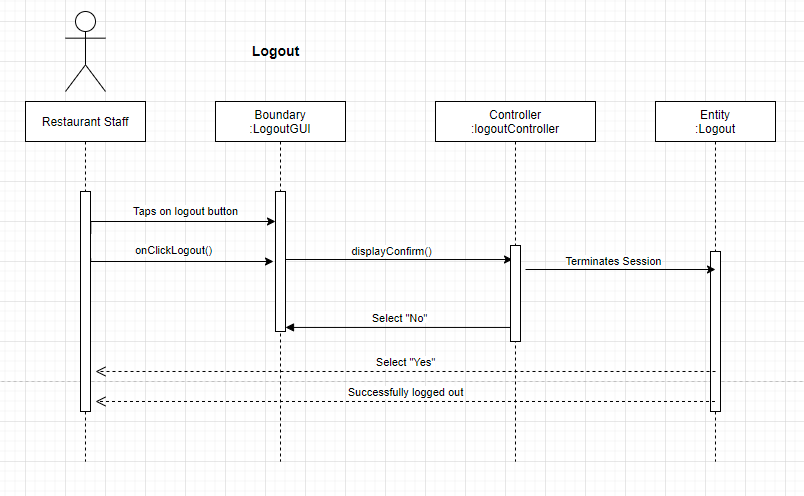 Logout
Restaurant Staff
Boundary
:LogoutGUI
Controller
:logoutController
Entity
:Logout
Taps on logout button
onClickLogout()
displayConfirm()
Terminates Session
Select "No"
Select "Yes"
Successfully logged out